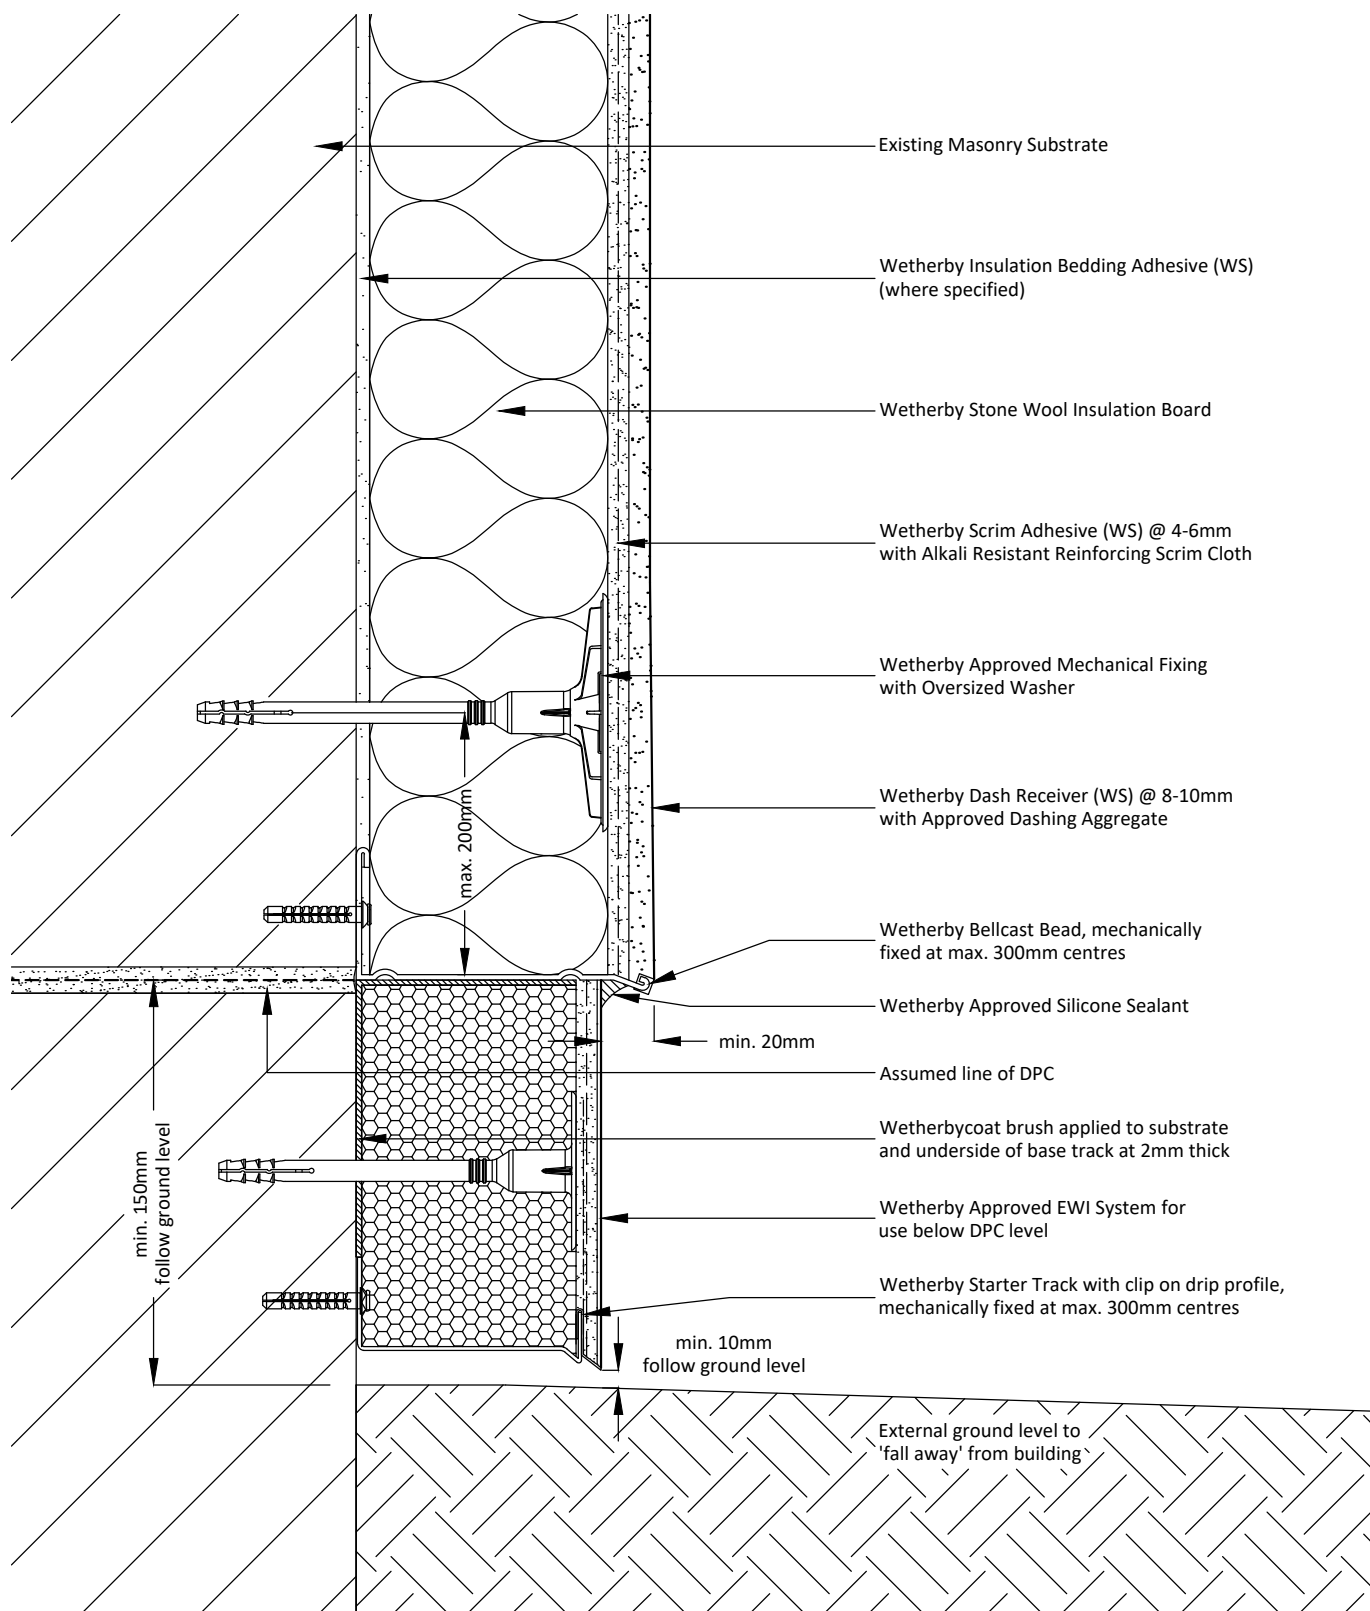 Existing Masonry Substrate
Wetherby Insulation Bedding Adhesive (WS)
(where specified)
Wetherby Stone Wool Insulation Board
Wetherby Scrim Adhesive (WS) @ 4-6mm
with Alkali Resistant Reinforcing Scrim Cloth
Wetherby Approved Mechanical Fixing
with Oversized Washer
Wetherby Dash Receiver (WS) @ 8-10mm
with Approved Dashing Aggregate
max. 200mm
Wetherby Bellcast Bead, mechanically
fixed at max. 300mm centres
Wetherby Approved Silicone Sealant
min. 20mm
Assumed line of DPC
Wetherbycoat brush applied to substrate
and underside of base track at 2mm thick
min. 150mm
follow ground level
Wetherby Approved EWI System for
use below DPC level
Wetherby Starter Track with clip on drip profile,
mechanically fixed at max. 300mm centres
min. 10mm
follow ground level
External ground level to
'fall away' from building